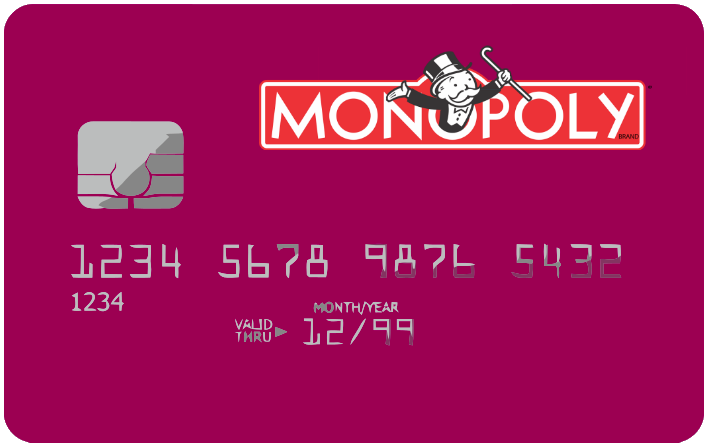 MONOPOLY
BRAND
1234 5678 9876 5432
1234
MONTH/YEAR
VALID
THRU
12/99